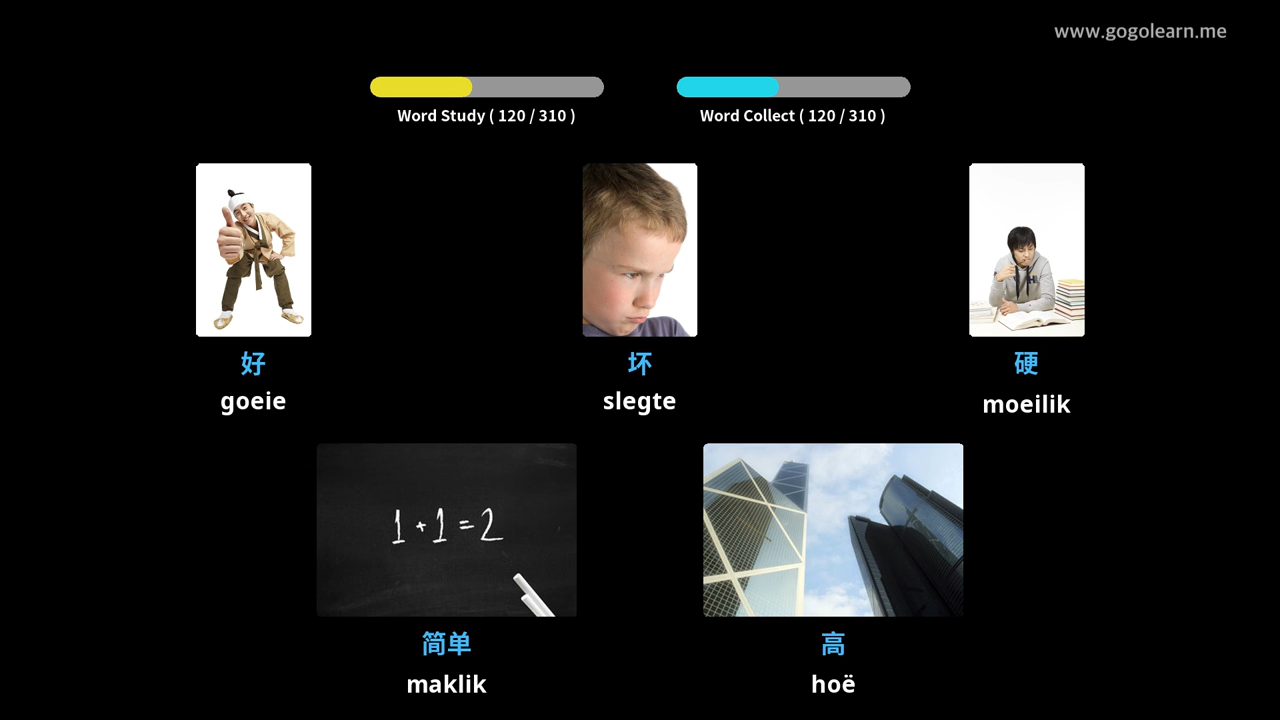 www.gogolearn.me
Word Study ( 120 / 310 )
Word Collect ( 120 / 310 )
好
goeie
坏
slegte
硬
moeilik
1 + 1 = 2
简单
maklik
高
hoë